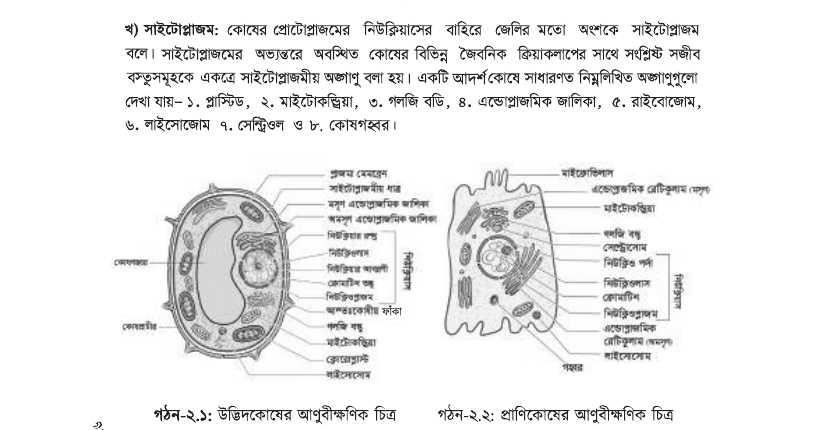 খ) সাইটোপ্লাজম: কোষের প্রোটোপ্লাজমের নিউক্লিয়াসের বাহিরে জেলির মতো অংশকে সাইটোপ্লাজম
বলে। সাইটোপ্লাজমের অভ্যন্তরে অবস্থিত কোষের বিভিন্ন জৈবনিক ক্রিয়াকলাপের সাথে সংশ্লিষ্ট সজীব
বস্তুসমূহকে একত্রে সাইটোপ্লাজমীয় অঙ্গাণু বলা হয়। একটি আদর্শ কোষে সাধারণত নিম্নলিখিত অঙ্গাণুগুলো
দেখা যায়– ১. প্লাস্টিড, ২. মাইটোকন্ড্রিয়া, ৩. গলজি বডি, ৪. এন্ডোপ্লাজমিক জালিকা, ৫. রাইবোজোম,
৬. লাইসোজোম ৭. সেন্ট্রিওল ও ৮. কোষগহ্বর।
প্লাজমা মেমব্রেন
সাইটোপ্লাজমীয় ধাত্র
মসৃণ এন্ডোপ্লাজমিক জালিকা
অমসৃণ এন্ডোপ্লাজমিক জালিকা
নিউক্লিয়ার রন্ধ্র
নিউক্লিওলাস
নিউক্লিয়ার আবরণী
ক্রোমাটিন তন্তু
নিউক্লিওপ্লাজম
নিউক্লিয়াস
আন্তঃকোষীয় ফাঁকা
গলজি বস্তু
মাইটোকন্ড্রিয়া
ক্লোরোপ্লাস্ট
লাইসোসোম
কোষগহ্বর
কোষপ্রাচীর
মাইক্রোভিলাস
এন্ডোপ্লাজমিক রেটিকুলাম (মসৃণ)
মাইটোকন্ড্রিয়া
গলজি বস্তু
সেন্ট্রোসোম
নিউক্লিও পর্দা
নিউক্লিওলাস
ক্রোমাটিন
নিউক্লিওপ্লাজম
নিউক্লিয়াস
এন্ডোপ্লাজমিক
রেটিকুলাম (অমসৃণ)
লাইসোসোম
গহ্বর
গঠন-২.১: উদ্ভিদকোষের আণুবীক্ষণিক চিত্র
গঠন-২.২: প্রাণিকোষের আণুবীক্ষণিক চিত্র